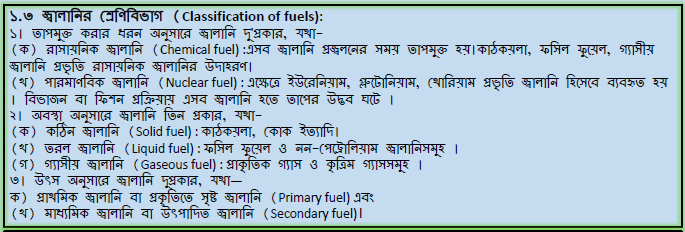 ১.৩ জ্বালানির শ্রেণিবিভাগ (Classification of fuels):
১। তাপমুক্ত করার ধরন অনুসারে জ্বালানি দু'প্রকার, যথা-
(ক) রাসায়নিক জ্বালানি (Chemical fuel) :এসব জ্বালানি প্রজ্বলনের সময় তাপমুক্ত হয়।কাঠকয়লা, ফসিল ফুয়েল, গ্যাসীয়
জ্বালানি প্রভৃতি রাসায়নিক জ্বালানির উদাহরণ।
(খ) পারমাণবিক জ্বালানি (Nuclear fuel) :এক্ষেত্রে ইউরেনিয়াম, প্লুটোনিয়াম, থোরিয়াম প্রভৃতি জ্বালানি হিসেবে ব্যবহৃত হয়
। বিভাজন বা ফিশন প্রক্রিয়ায় এসব জ্বালানি হতে তাপের উদ্ভব ঘটে ।
২। অবস্থা অনুসারে জ্বালানি তিন প্রকার, যথা-
(ক) কঠিন জ্বালানি (Solid fuel) : কাঠকয়লা, কোক ইত্যাদি।
(খ) তরল জ্বালানি (Liquid fuel) : ফসিল ফুয়েল ও নন-পেট্রোলিয়াম জ্বালানিসমূহ ।
(গ) গ্যাসীয় জ্বালানি (Gaseous fuel) : প্রাকৃতিক গ্যাস ও কৃত্রিম গ্যাসসমূহ ।
৩। উৎস অনুসারে জ্বালানি দুপ্রকার, যথা—
ক) প্রাথমিক জ্বালানি বা প্রকৃতিতে সৃষ্ট জ্বালানি (Primary fuel) এবং
(খ) মাধ্যমিক জ্বালানি বা উৎপাদিত জ্বালানি (Secondary fuel)।